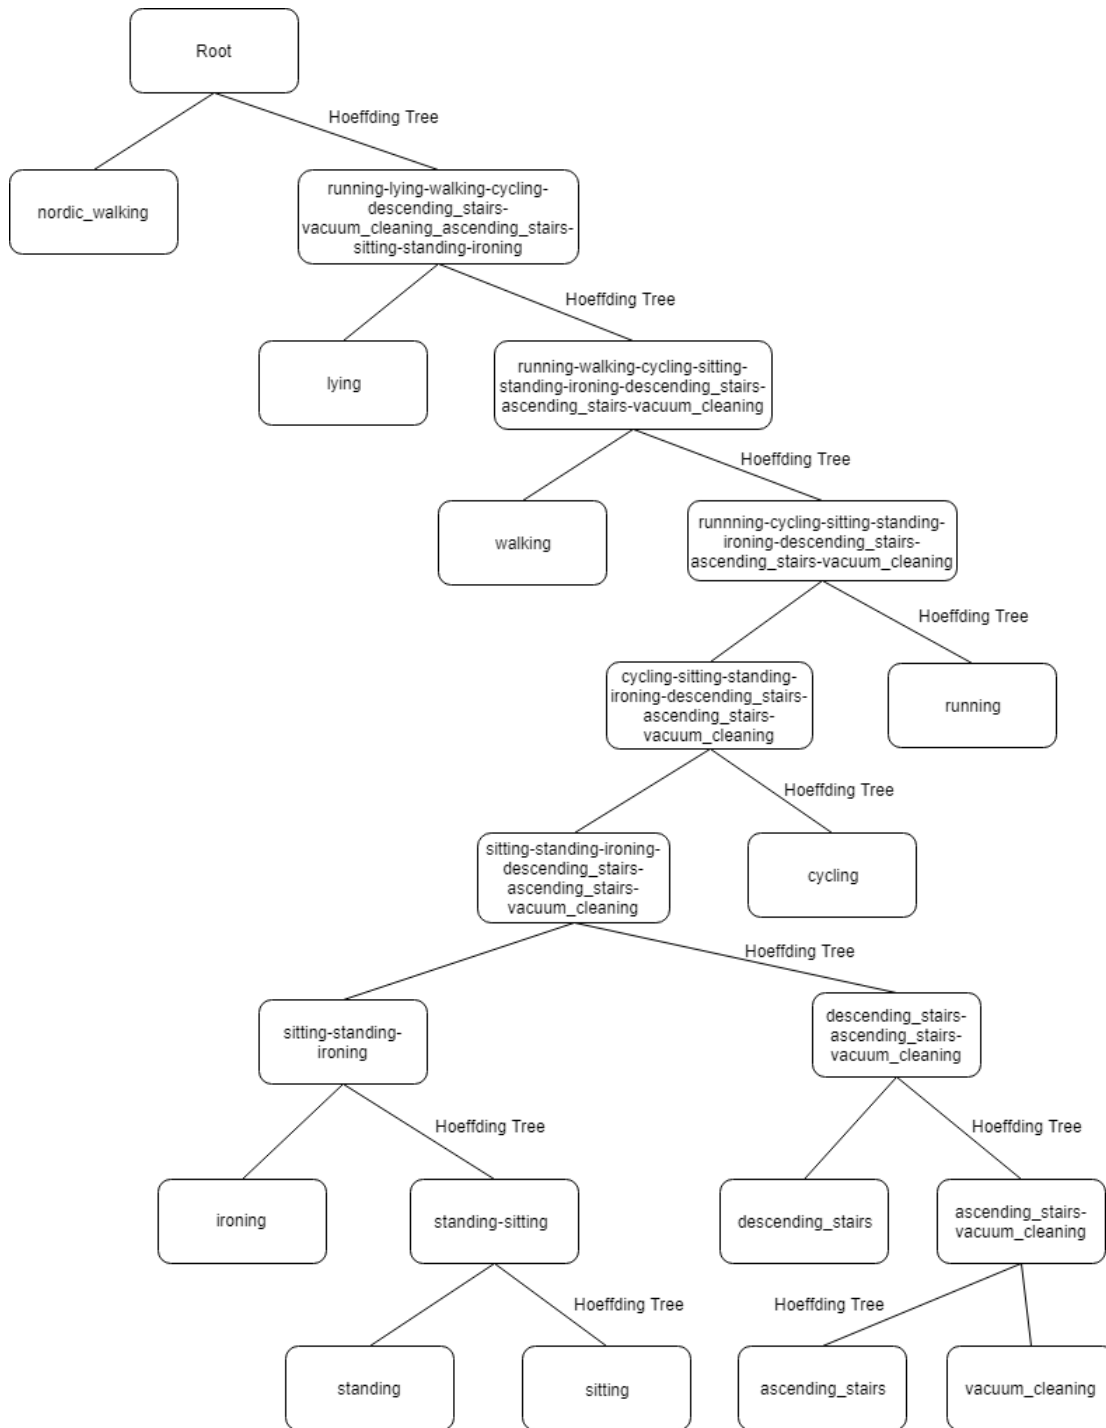 Root
Hoeffding Tree
nordic_walking
running-lying-walking-cycling-
descending_stairs-
vacuum_cleaning_ascending_stairs-
sitting-standing-ironing
Hoeffding Tree
lying
running-walking-cycling-sitting-
standing-ironing-descending_stairs-
ascending_stairs-vacuum_cleaning
Hoeffding Tree
walking
runnning-cycling-sitting-standing-
ironing-descending_stairs-
ascending_stairs-vacuum_cleaning
Hoeffding Tree
cycling-sitting-standing-
ironing-descending_stairs-
ascending_stairs-
vacuum_cleaning
running
Hoeffding Tree
sitting-standing-ironing-
descending_stairs-
ascending_stairs-
vacuum_cleaning
cycling
Hoeffding Tree
sitting-standing-
ironing
descending_stairs-
ascending_stairs-
vacuum_cleaning
Hoeffding Tree
Hoeffding Tree
ironing
standing-sitting
descending_stairs
ascending_stairs-
vacuum_cleaning
Hoeffding Tree
Hoeffding Tree
standing
sitting
ascending_stairs
vacuum_cleaning